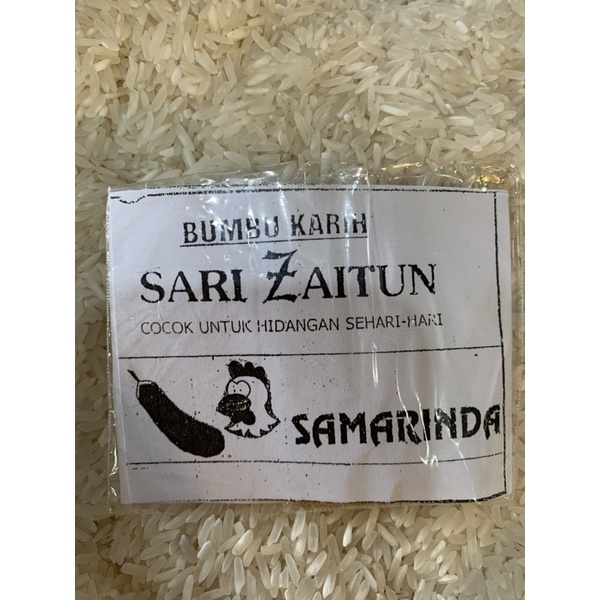 BUMBU KARIH
SARI ZAITUN
COCOK UNTUK HIDANGAN SEHARI-HARI
SAMARINDA